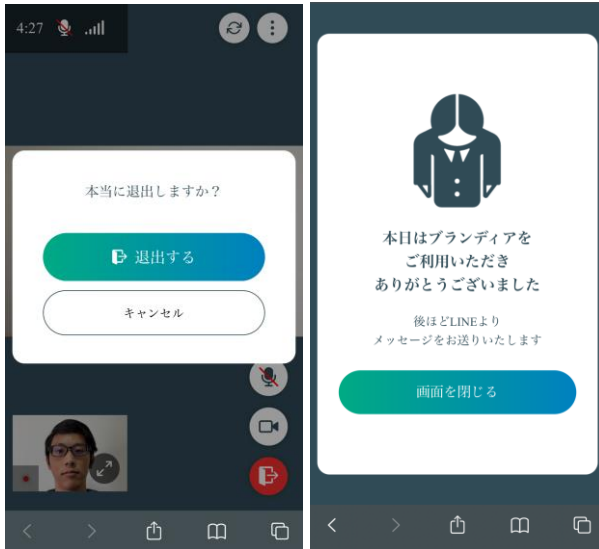 4:27
本当に退出しますか？
退出する
キャンセル
本日はブランディアを
ご利用いただき
ありがとうございました
後ほどLINEより
メッセージをお送りいたします
画面を閉じる